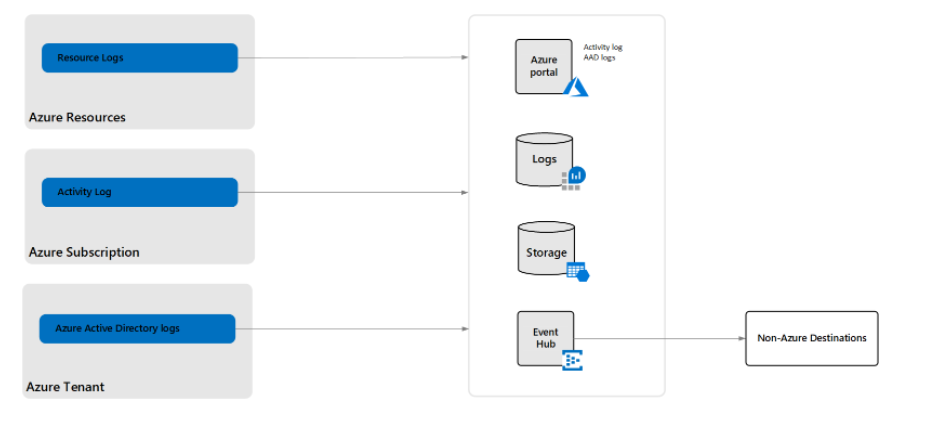 Resource Logs
Azure Resources
Activity Log
Azure Subscription
Azure Active Directory logs
Azure Tenant
Azure
portal
Activity log
AAD logs
Logs
Storage
Event
Hub
Non-Azure Destinations